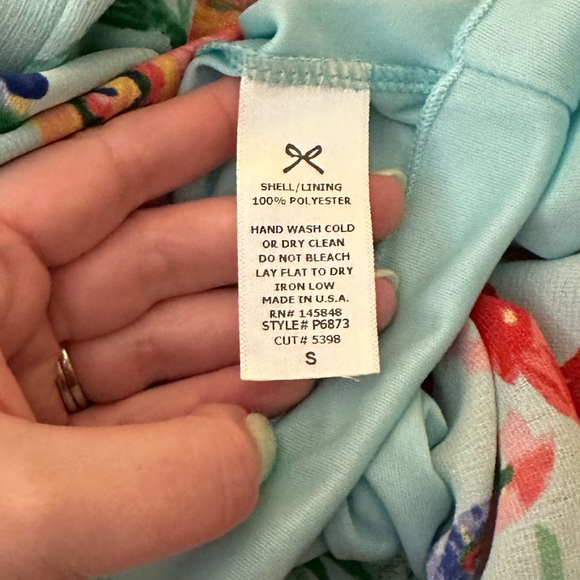 SHELL/LINING
100% POLYESTER
HAND WASH COLD
OR DRY CLEAN
DO NOT BLEACH
LAY FLAT TO DRY
IRON LOW
MADE IN U.S.A.
RN# 145848
STYLE# P6873
CUT# 5398
S